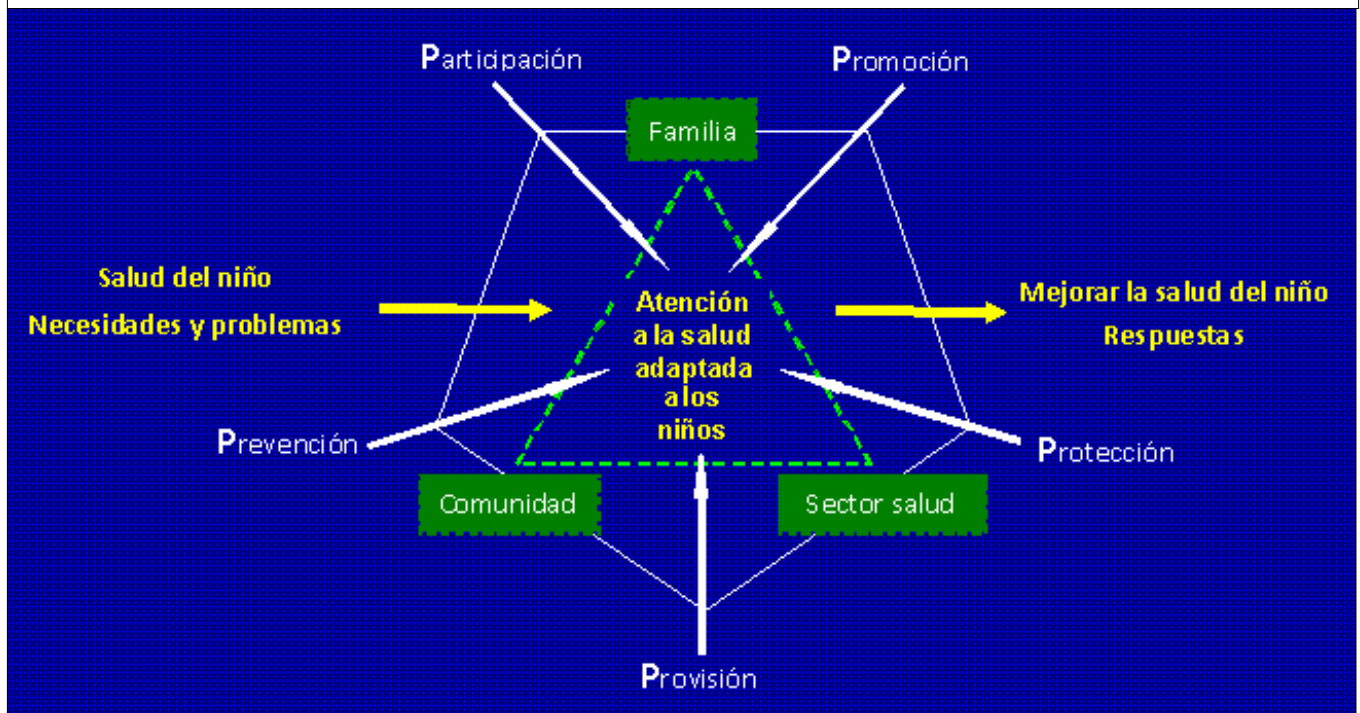 Participación
Promoción
Familia
Salud del niño
Necesidades y problemas
Atención
a la salud
adaptada
a los
niños
Mejorar la salud del niño
Respuestas
Prevención
Protección
Comunidad
Sector salud
Provisión